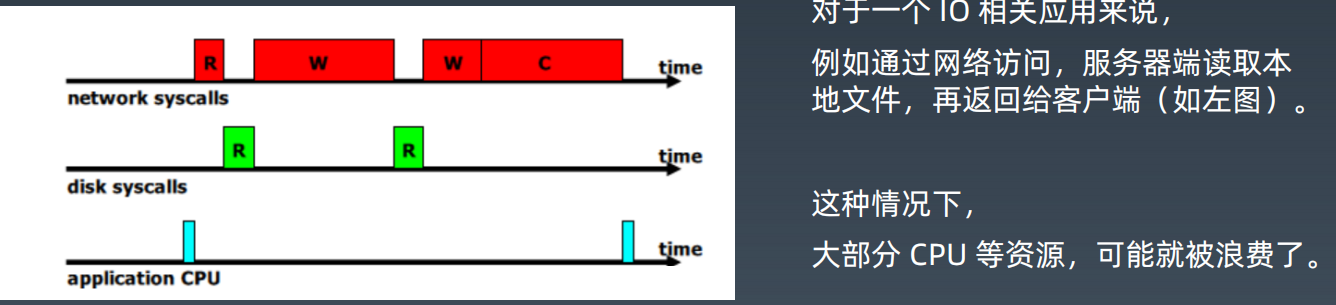 R W W C time
network syscalls
R R time
disk syscalls
time
application CPU
对于一个 IO 相关应用来说，
例如通过网络访问，服务器端读取本
地文件，再返回给客户端（如左图）。
这种情况下，
大部分 CPU 等资源，可能就被浪费了。